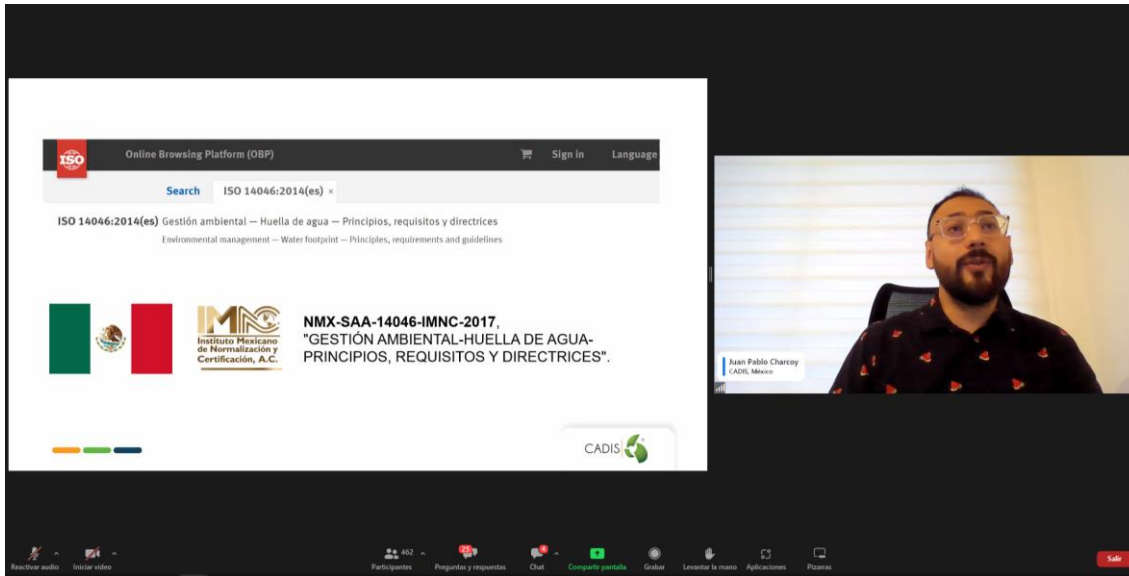 ISO
Online Browsing Platform (OBP)
Sign in
Language
Search
ISO 14046:2014(es) ×
ISO 14046:2014(es) Gestión ambiental — Huella de agua — Principios, requisitos y directrices
Environmental management — Water footprint — Principles, requirements and guidelines
IMNC
Instituto Mexicano
de Normalización y
Certificación, A.C.
NMX-SAA-14046-IMNC-2017,
"GESTIÓN AMBIENTAL-HUELLA DE AGUA-
PRINCIPIOS, REQUISITOS Y DIRECTRICES".
CADIS
Juan Pablo Charcoy
CADIS, México
Reactivar audio
Iniciar video
462
Participantes
25
Preguntas y respuestas
4
Chat
Compartir pantalla
Grabar
Levantar la mano
Aplicaciones
Pizarras
Salir